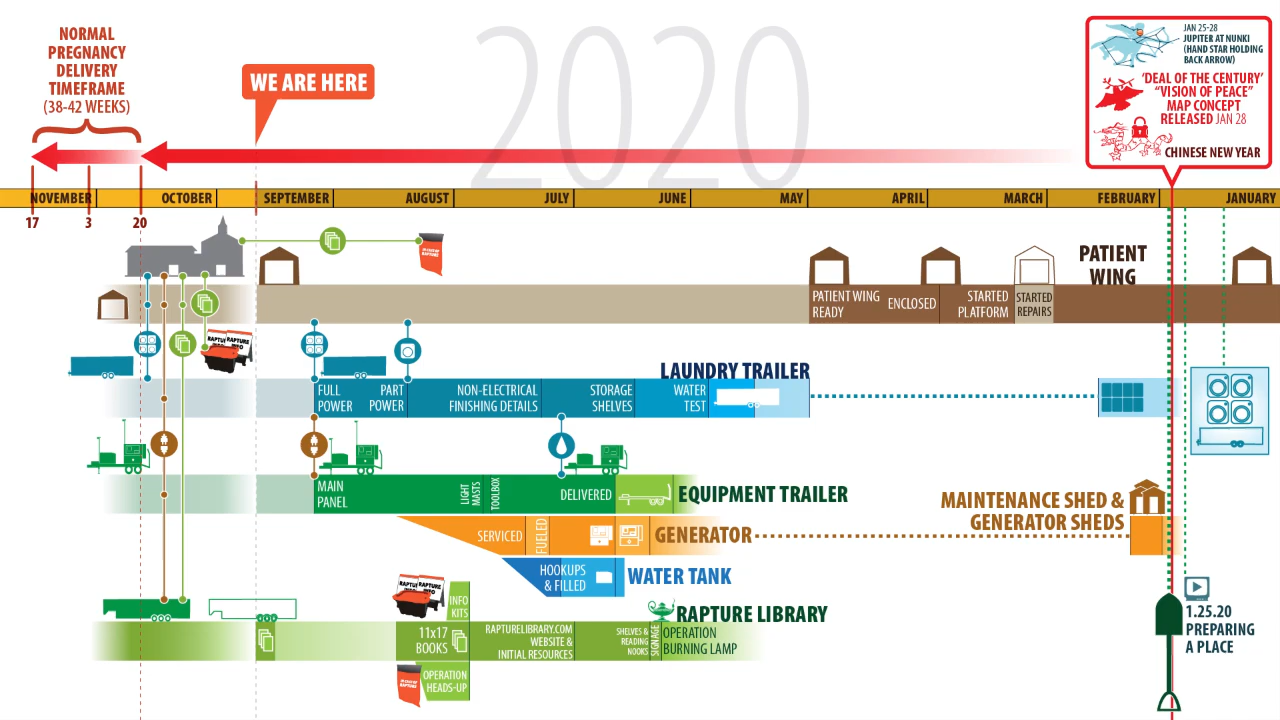 2020
NORMAL
PREGNANCY
DELIVERY
TIMEFRAME
(38-42 WEEKS)
WE ARE HERE
JAN 25-28
JUPITER AT NUNKI
(HAND STAR HOLDING
BACK ARROW)
'DEAL OF THE CENTURY'
"VISION OF PEACE"
MAP CONCEPT
RELEASED JAN 28
CHINESE NEW YEAR
NOVEMBER OCTOBER SEPTEMBER AUGUST JULY JUNE MAY APRIL MARCH FEBRUARY JANUARY
17 3 20
PATIENT
WING
PATIENT WING
READY
ENCLOSED
STARTED
PLATFORM
STARTED
REPAIRS
LAUNDRY TRAILER
FULL
POWER
PART
POWER
NON-ELECTRICAL
FINISHING DETAILS
STORAGE
SHELVES
WATER
TEST
MAIN
PANEL
LIGHT
MASTS
TOOLBOX
DELIVERED
EQUIPMENT TRAILER
MAINTENANCE SHED &
GENERATOR SHEDS
SERVICED
FUELED
GENERATOR
HOOKUPS
& FILLED
WATER TANK
INFO
KITS
RAPTURE LIBRARY
11x17
BOOKS
RAPTURELIBRARY.COM
WEBSITE &
INITIAL RESOURCES
SHELVES &
READING
NOOKS
SIGNAGE
OPERATION
BURNING LAMP
OPERATION
HEADS-UP
1.25.20
PREPARING
A PLACE